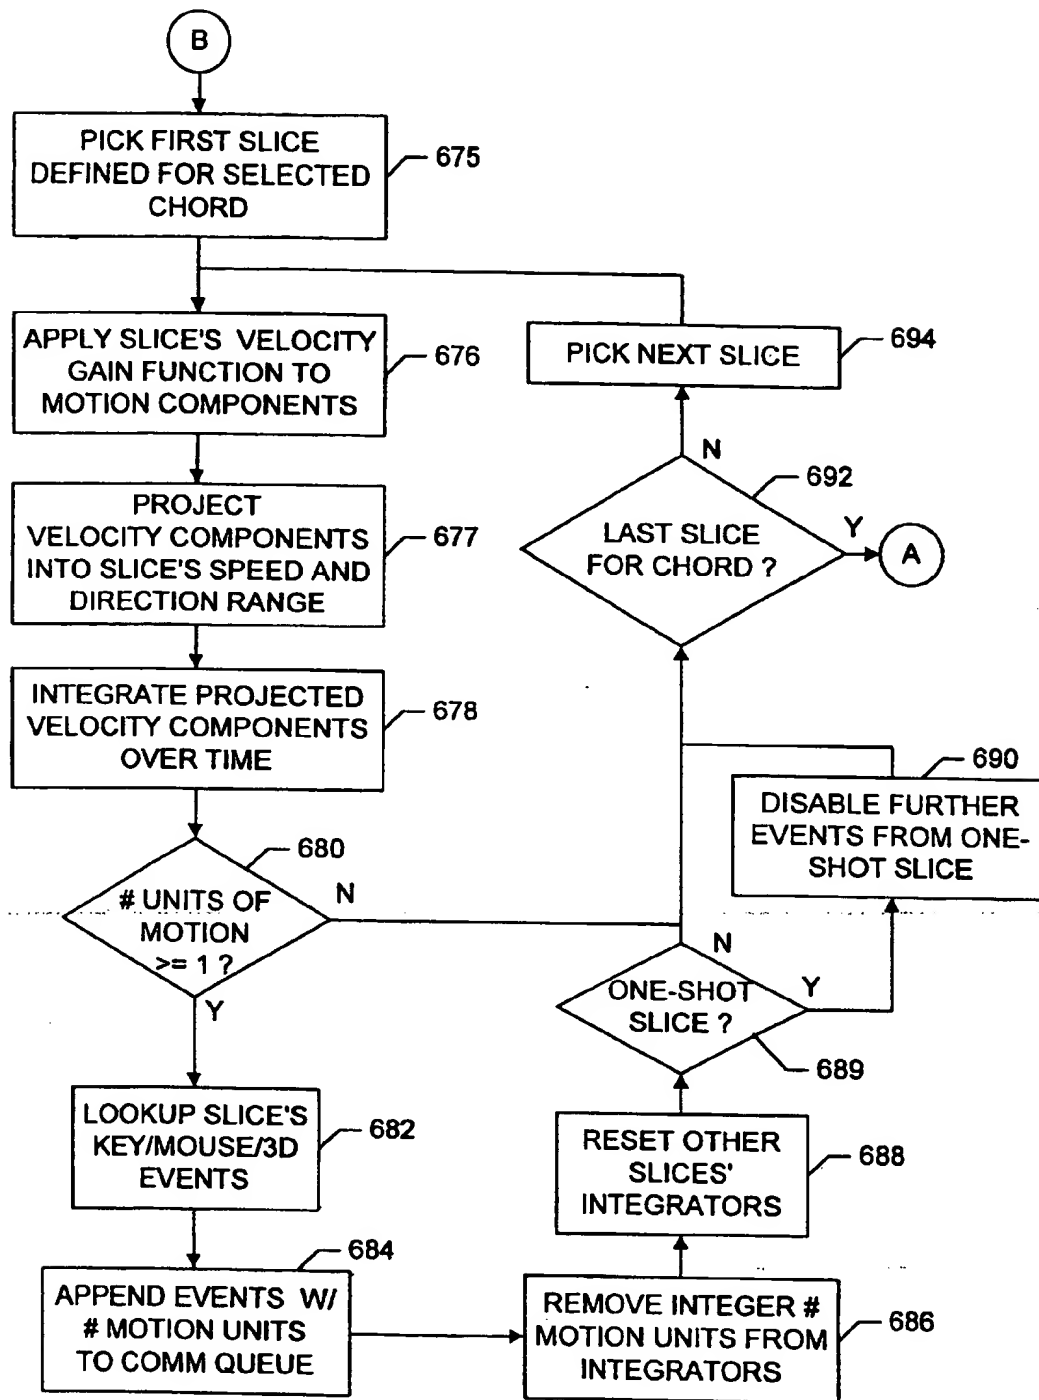 B
PICK FIRST SLICE
DEFINED FOR SELECTED
CHORD
675
APPLY SLICE'S VELOCITY
GAIN FUNCTION TO
MOTION COMPONENTS
676
PROJECT
VELOCITY COMPONENTS
INTO SLICE'S SPEED AND
DIRECTION RANGE
677
INTEGRATE PROJECTED
VELOCITY COMPONENTS
OVER TIME
678
# UNITS OF
MOTION
>= 1 ?
680
N
Y
LOOKUP SLICE'S
KEY/MOUSE/3D
EVENTS
682
APPEND EVENTS W/
# MOTION UNITS
TO COMM QUEUE
684
REMOVE INTEGER #
MOTION UNITS FROM
INTEGRATORS
686
RESET OTHER
SLICES'
INTEGRATORS
688
ONE-SHOT
SLICE ?
689
N
Y
DISABLE FURTHER
EVENTS FROM ONE-
SHOT SLICE
690
LAST SLICE
FOR CHORD ?
692
N
Y
A
PICK NEXT SLICE
694